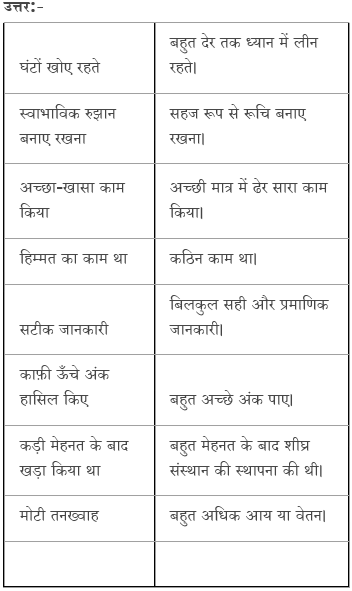 उत्तर:-
घंटों खोए रहते
बहुत देर तक ध्यान में लीन
रहते।
स्वाभाविक रुझान
बनाए रखना
सहज रूप से रूचि बनाए
रखना।
अच्छा-खासा काम
किया
अच्छी मात्र में ढेर सारा काम
किया।
हिम्मत का काम था
कठिन काम था।
सटीक जानकारी
बिलकुल सही और प्रमाणिक
जानकारी।
काफ़ी ऊँचे अंक
हासिल किए
बहुत अच्छे अंक पाए।
कड़ी मेहनत के बाद
खड़ा किया था
बहुत मेहनत के बाद शीघ्र
संस्थान की स्थापना की थी।
मोटी तनख्वाह
बहुत अधिक आय या वेतन।